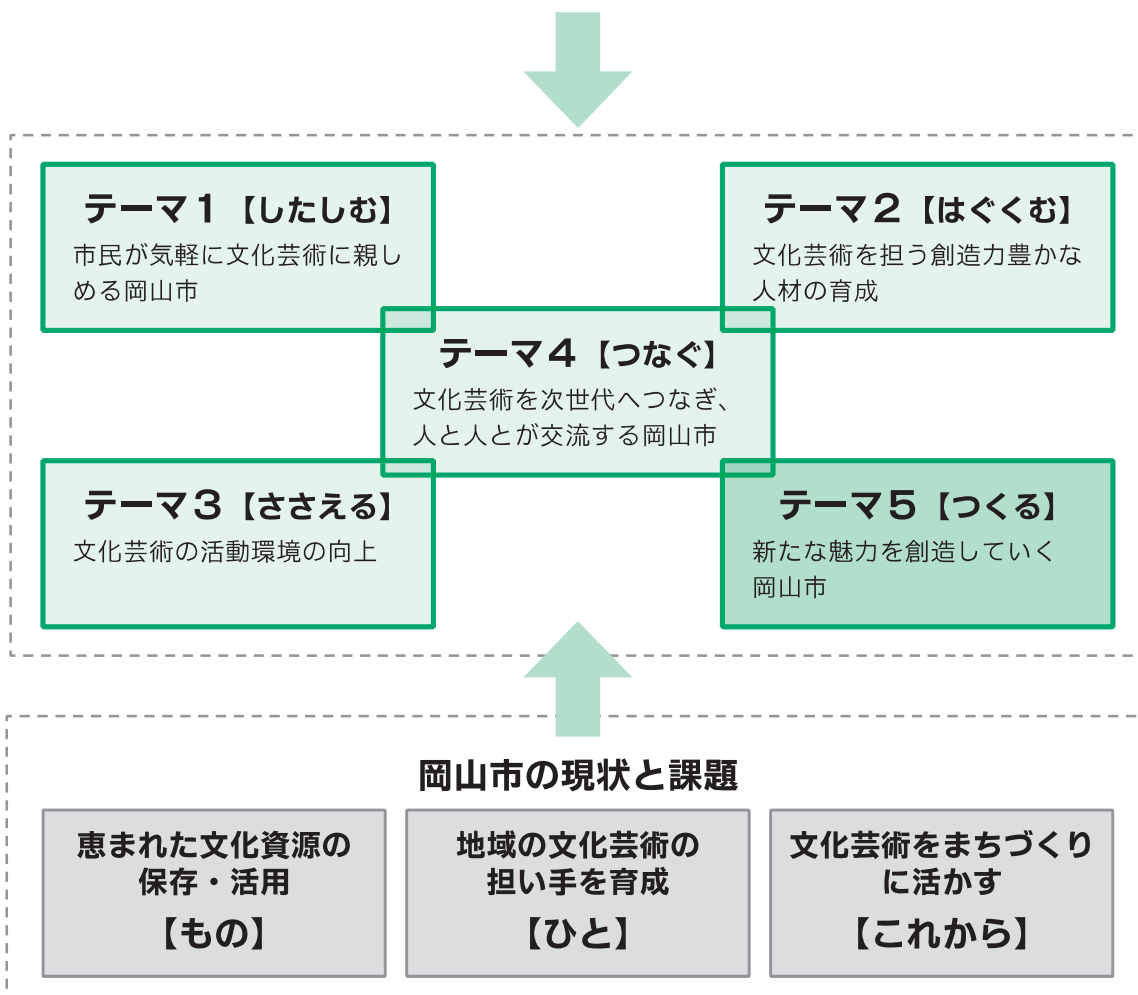 テーマ1【したしむ】
市民が気軽に文化芸術に親し
める岡山市
テーマ2【はぐくむ】
文化芸術を担う創造力豊かな
人材の育成
テーマ4【つなぐ】
文化芸術を次世代へつなぎ、
人と人とが交流する岡山市
テーマ3【ささえる】
文化芸術の活動環境の向上
テーマ5【つくる】
新たな魅力を創造していく
岡山市
岡山市の現状と課題
恵まれた文化資源の
保存・活用
【もの】
地域の文化芸術の
担い手を育成
【ひと】
文化芸術をまちづくり
に活かす
【これから】